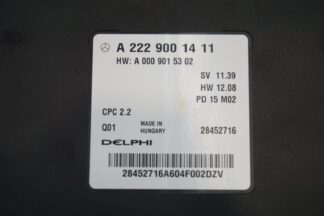 A 222 900 14 11
HW: A 000 901 53 02
SV 11.39
HW 12.08
PD 15 M02
CPC 2.2
Q01 MADE IN HUNGARY 28452716
DELPHI
28452716A604F002DZV